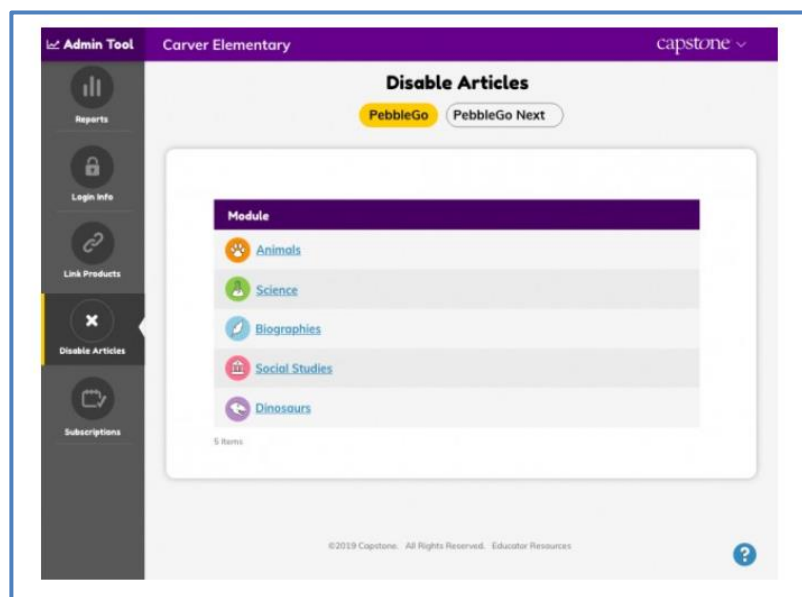 Admin Tool
Carver Elementary
capstone
Reports
Login Info
Link Products
Disable Articles
Subscriptions
Disable Articles
PebbleGo
PebbleGo Next
Module
Animals
Science
Biographies
Social Studies
Dinosaurs
5 items
©2019 Capstone. All Rights Reserved. Educator Resources
?